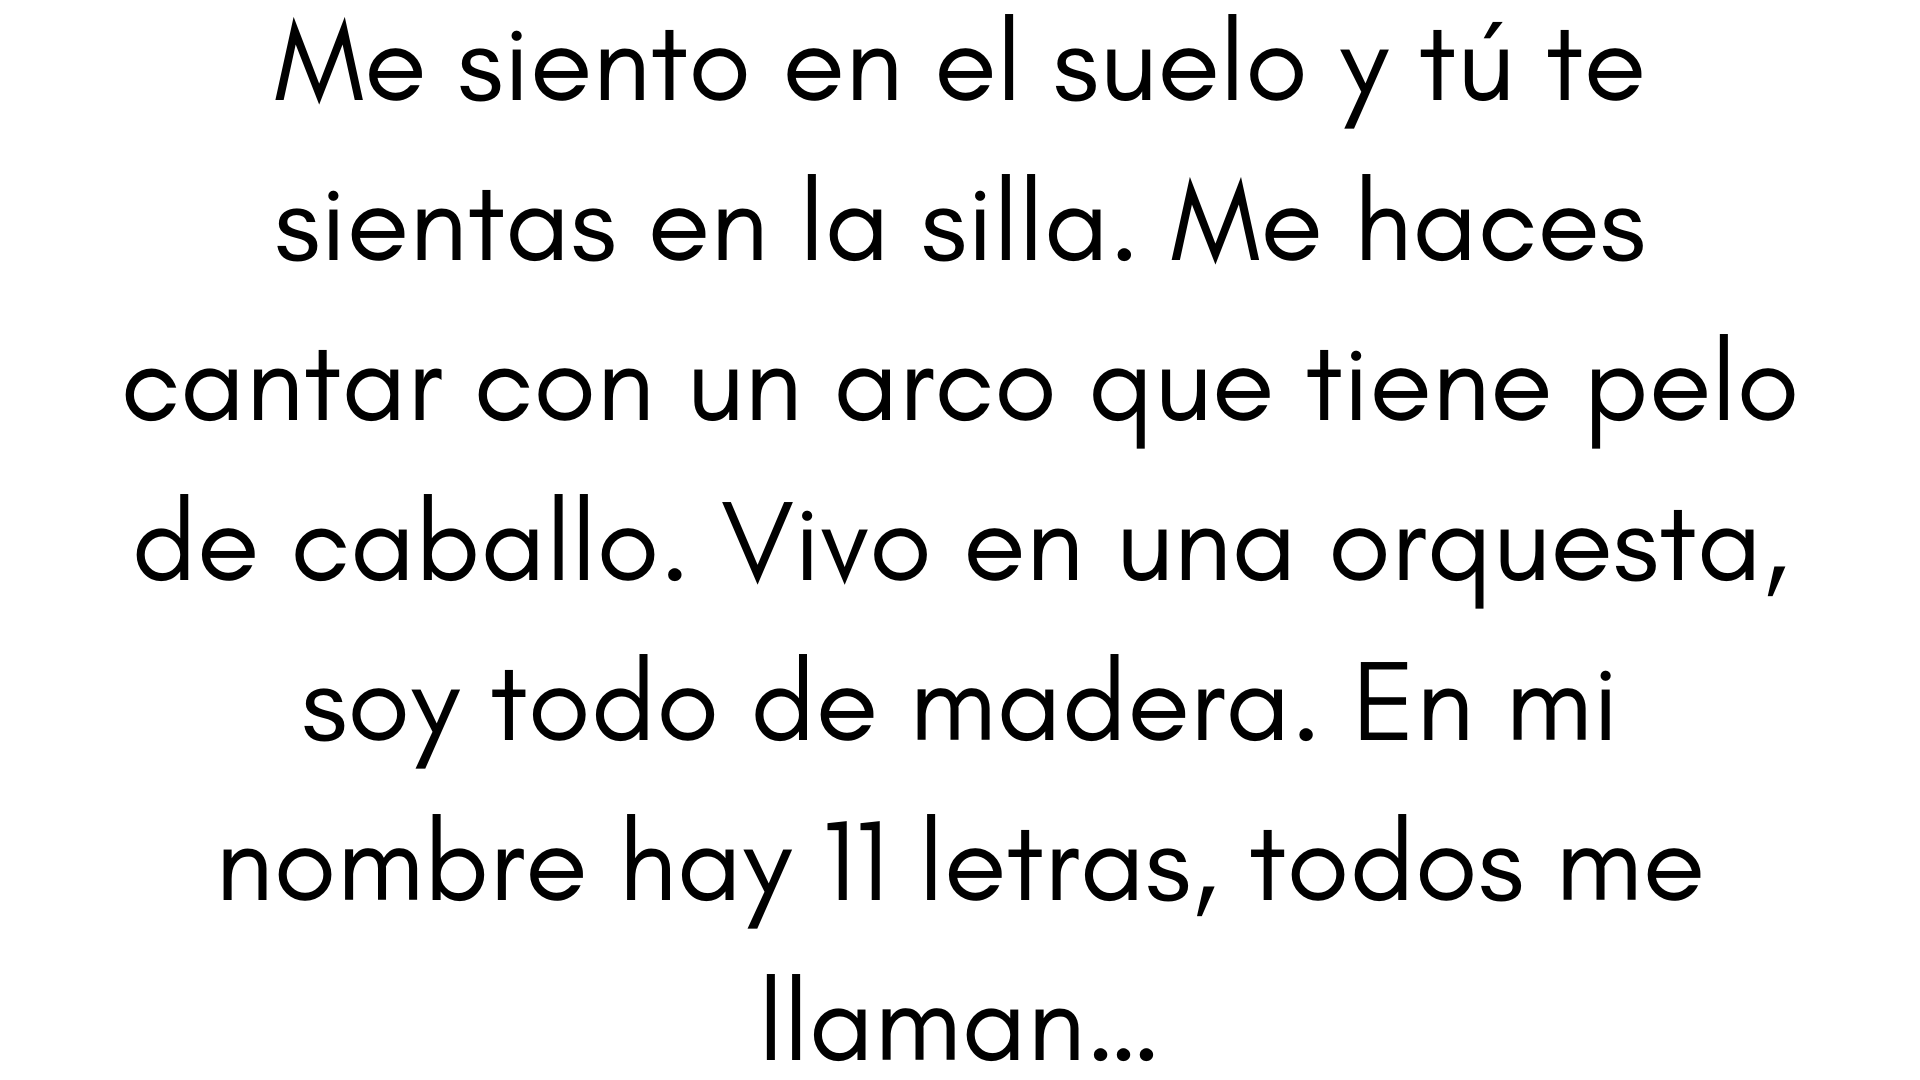 Me siento en el suelo y tú te
sientas en la silla. Me haces
cantar con un arco que tiene pelo
de caballo. Vivo en una orquesta,
soy todo de madera. En mi
nombre hay 11 letras, todos me
llaman...